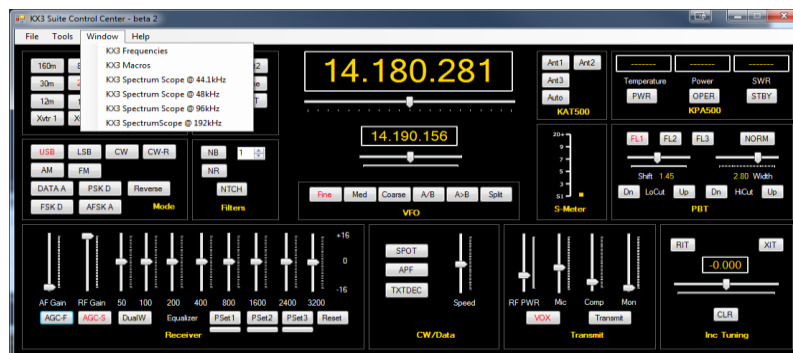 KX3 Suite Control Center - beta 2
File Tools Window Help
KX3 Frequencies
KX3 Macros
KX3 Spectrum Scope @ 44.1kHz
KX3 Spectrum Scope @ 48kHz
KX3 Spectrum Scope @ 96kHz
KX3 SpectrumScope @ 192kHz
160m
30m
12m
Xvtr 1
14.180.281
14.190.156
Fine Med Coarse A/B A>B Split
VFO
Ant1 Ant2
Ant3
Auto
KAT500
------- ------- -------
Temperature Power SWR
PWR OPER STBY
KPA500
USB LSB CW CW-R
AM FM
DATA A PSK D Reverse
FSK D AFSK A Mode
NB 1
NR
NTCH
Filters
20+
9
7
5
3
S1
S-Meter
FL1 FL2 FL3 NORM
Shift 1.45 2.80 Width
Dn LoCut Up Dn HiCut Up
PBT
+16
0
-16
AF Gain RF Gain 50 100 200 400 800 1600 2400 3200
AGC-F AGC-S DualW Equalizer PSet1 PSet2 PSet3 Reset
Receiver
SPOT
APF
TXTDEC
Speed
CW/Data
RF PWR Mic Comp Mon
VOX Transmit
Transmit
RIT XIT
-0.000
CLR
Inc Tuning